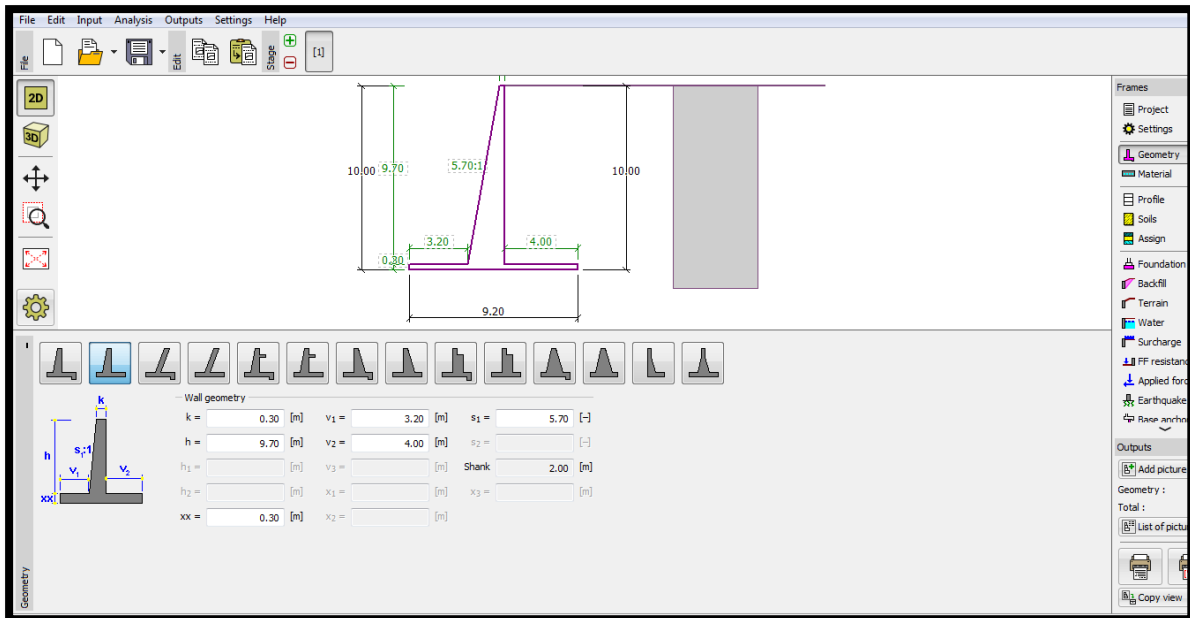 File Edit Input Analysis Outputs Settings Help
File
Edit
Stage
[1]
2D
3D
10.00
9.70
5.70:1
10.00
3.20
4.00
0.30
9.20
Frames
Project
Settings
Geometry
Material
Profile
Soils
Assign
Foundation
Backfill
Terrain
Water
Surcharge
FF resistanc
Applied forc
Earthquake
Base ancho
Outputs
Add picture
Geometry :
Total :
List of pictu
Copy view
Geometry
k
h
s₁:1
v₁
v₂
xx
Wall geometry
k = 0.30 [m] v₁ = 3.20 [m] s₁ = 5.70 [-]
h = 9.70 [m] v₂ = 4.00 [m] s₂ = [-]
h₁ = [m] v₃ = [m] Shank 2.00 [m]
h₂ = [m] x₁ = [m] x₃ = [m]
xx = 0.30 [m] x₂ = [m]